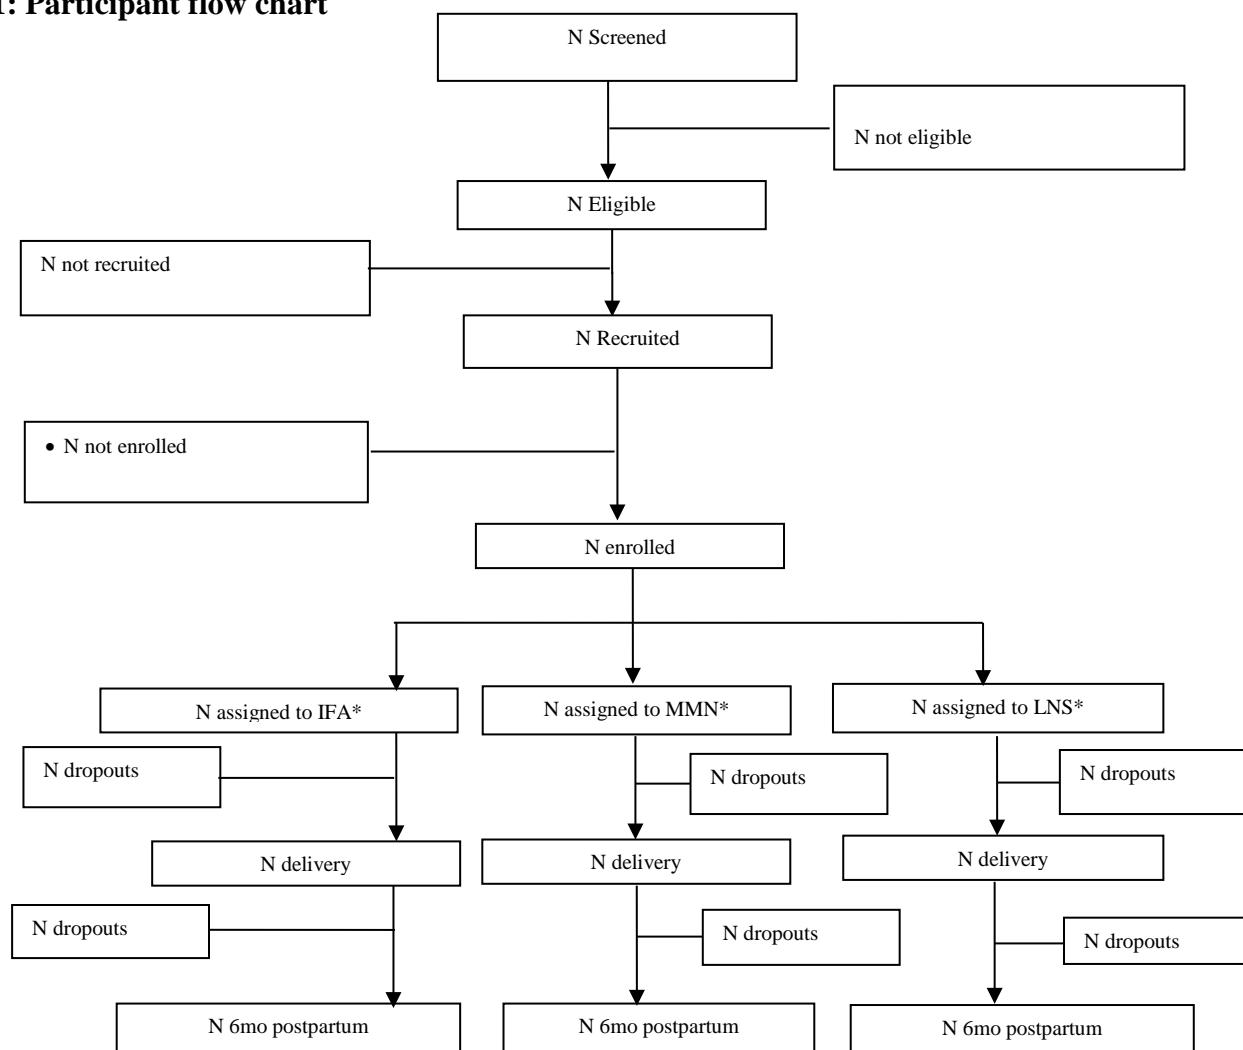 1: Participant flow chart
N Screened
N not eligible
N Eligible
N not recruited
N Recruited
• N not enrolled
N enrolled
N assigned to IFA*
N assigned to MMN*
N assigned to LNS*
N dropouts
N dropouts
N dropouts
N delivery
N delivery
N delivery
N dropouts
N dropouts
N dropouts
N 6mo postpartum
N 6mo postpartum
N 6mo postpartum